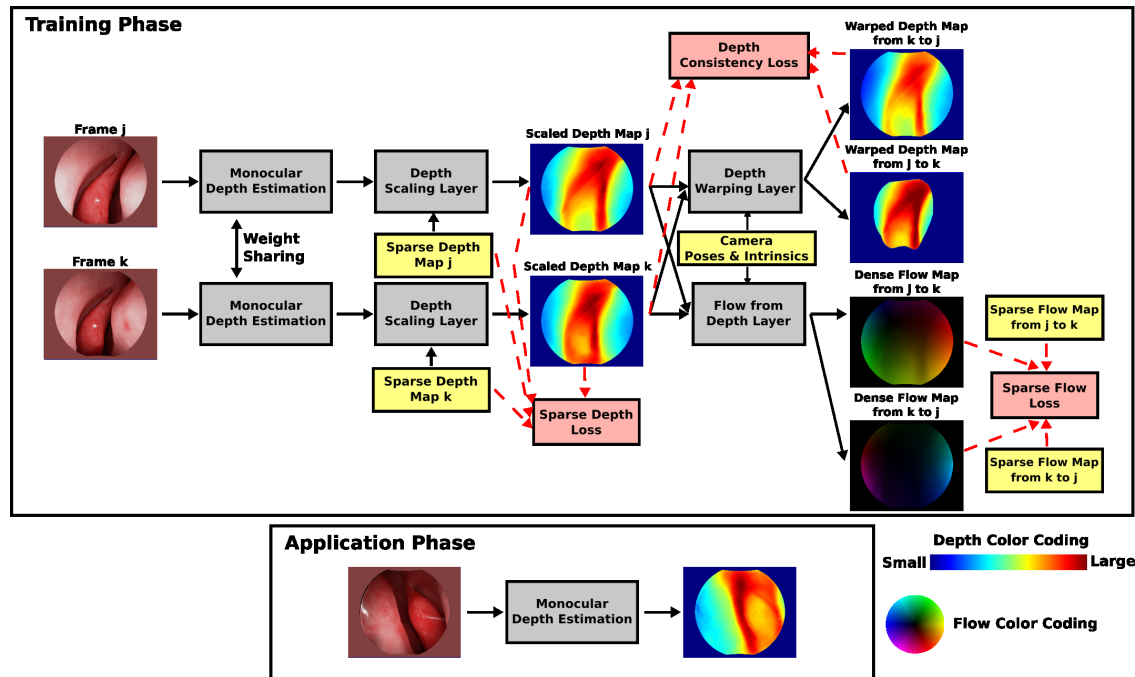 Training Phase
Frame j
Monocular
Depth Estimation
Depth
Scaling Layer
Scaled Depth Map j
Depth
Consistency Loss
Warped Depth Map
from k to j
Depth
Warping Layer
Warped Depth Map
from j to k
Weight
Sharing
Sparse Depth
Map j
Camera
Poses & Intrinsics
Frame k
Monocular
Depth Estimation
Depth
Scaling Layer
Scaled Depth Map k
Flow from
Depth Layer
Dense Flow Map
from j to k
Sparse Flow Map
from j to k
Sparse Depth
Map k
Sparse Depth
Loss
Sparse Flow
Loss
Dense Flow Map
from k to j
Sparse Flow Map
from k to j
Application Phase
Monocular
Depth Estimation
Depth Color Coding
Small
Large
Flow Color Coding